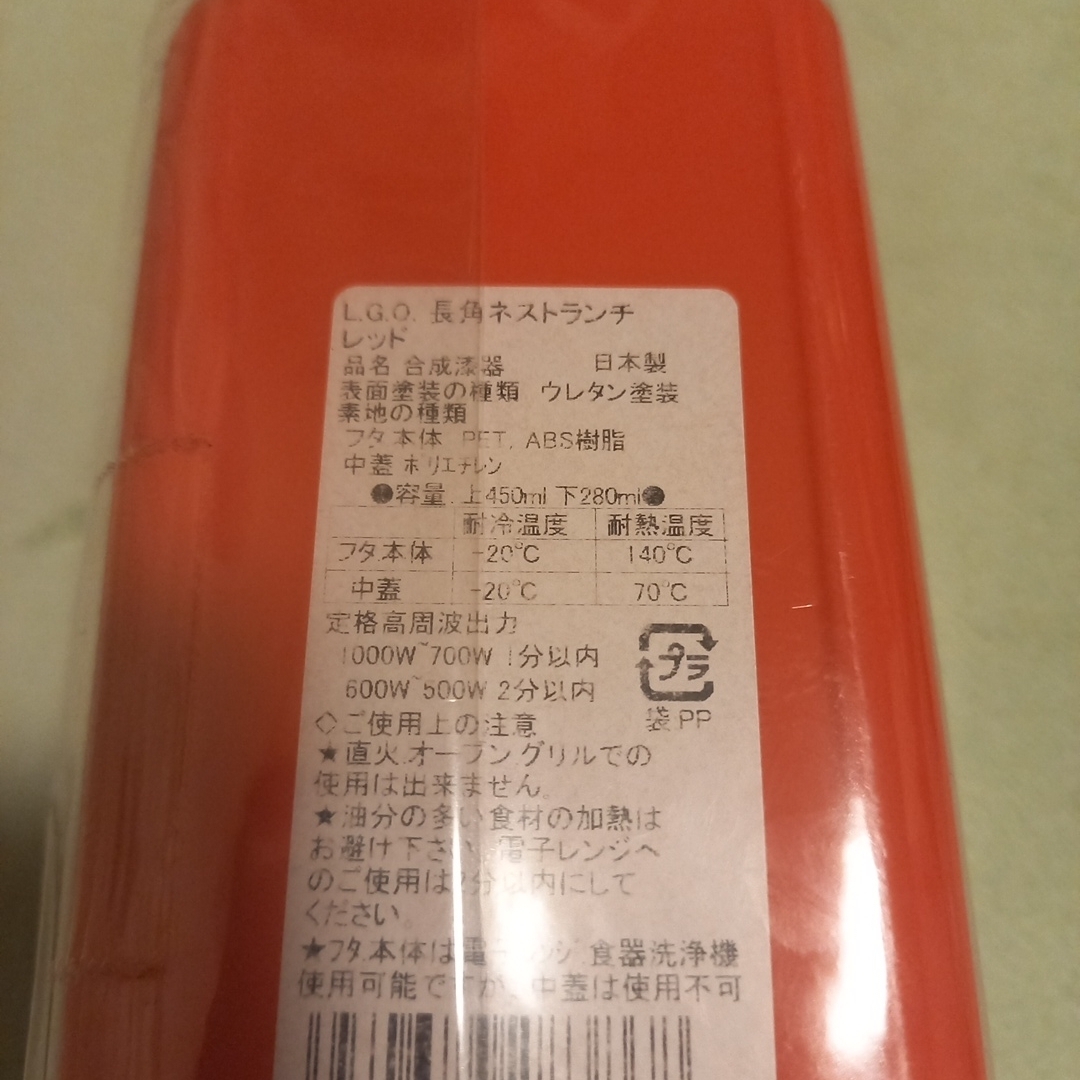 L.G.O. 長角ネストランチ
レッド
品名 合成漆器 日本製
表面塗装の種類 ウレタン塗装
素地の種類
フタ.本体 PET, ABS樹脂
中蓋 ポリエチレン
●容量 上450ml 下280ml●
耐冷温度 耐熱温度
フタ.本体 -20℃ 140℃
中蓋 -20℃ 70℃
定格高周波出力
1000W~700W 1分以内
600W~500W 2分以内
プラ
袋 PP
◇ご使用上の注意
★直火.オーブン グリルでの
使用は出来ません。
★油分の多い食材の加熱は
お避け下さい 電子レンジへ
のご使用は2分以内にして
ください。
★フタ.本体は電子レンジ.食器洗浄機
使用可能ですが、中蓋は使用不可